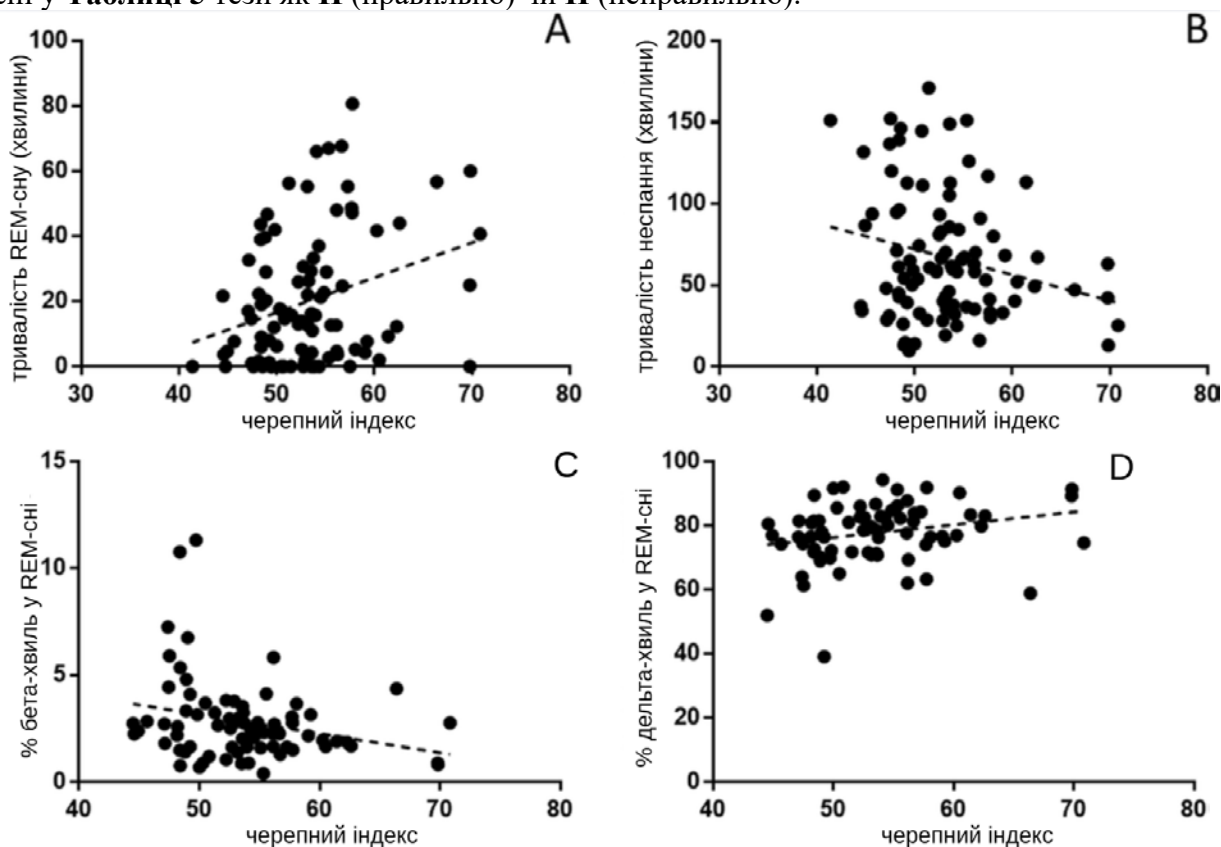 у Таблиці 3 тези як П (правильно) чи Н (неправильно).
A
B
тривалість REM-сну (хвилини)
100
80
60
40
20
0
30 40 50 60 70 80
черепний індекс
тривалість неспання (хвилини)
200
150
100
50
0
30 40 50 60 70 80
черепний індекс
C
D
% бета-хвиль у REM-сні
15
10
5
0
40 50 60 70 80
черепний індекс
% дельта-хвиль у REM-сні
100
80
60
40
20
0
40 50 60 70 80
черепний індекс